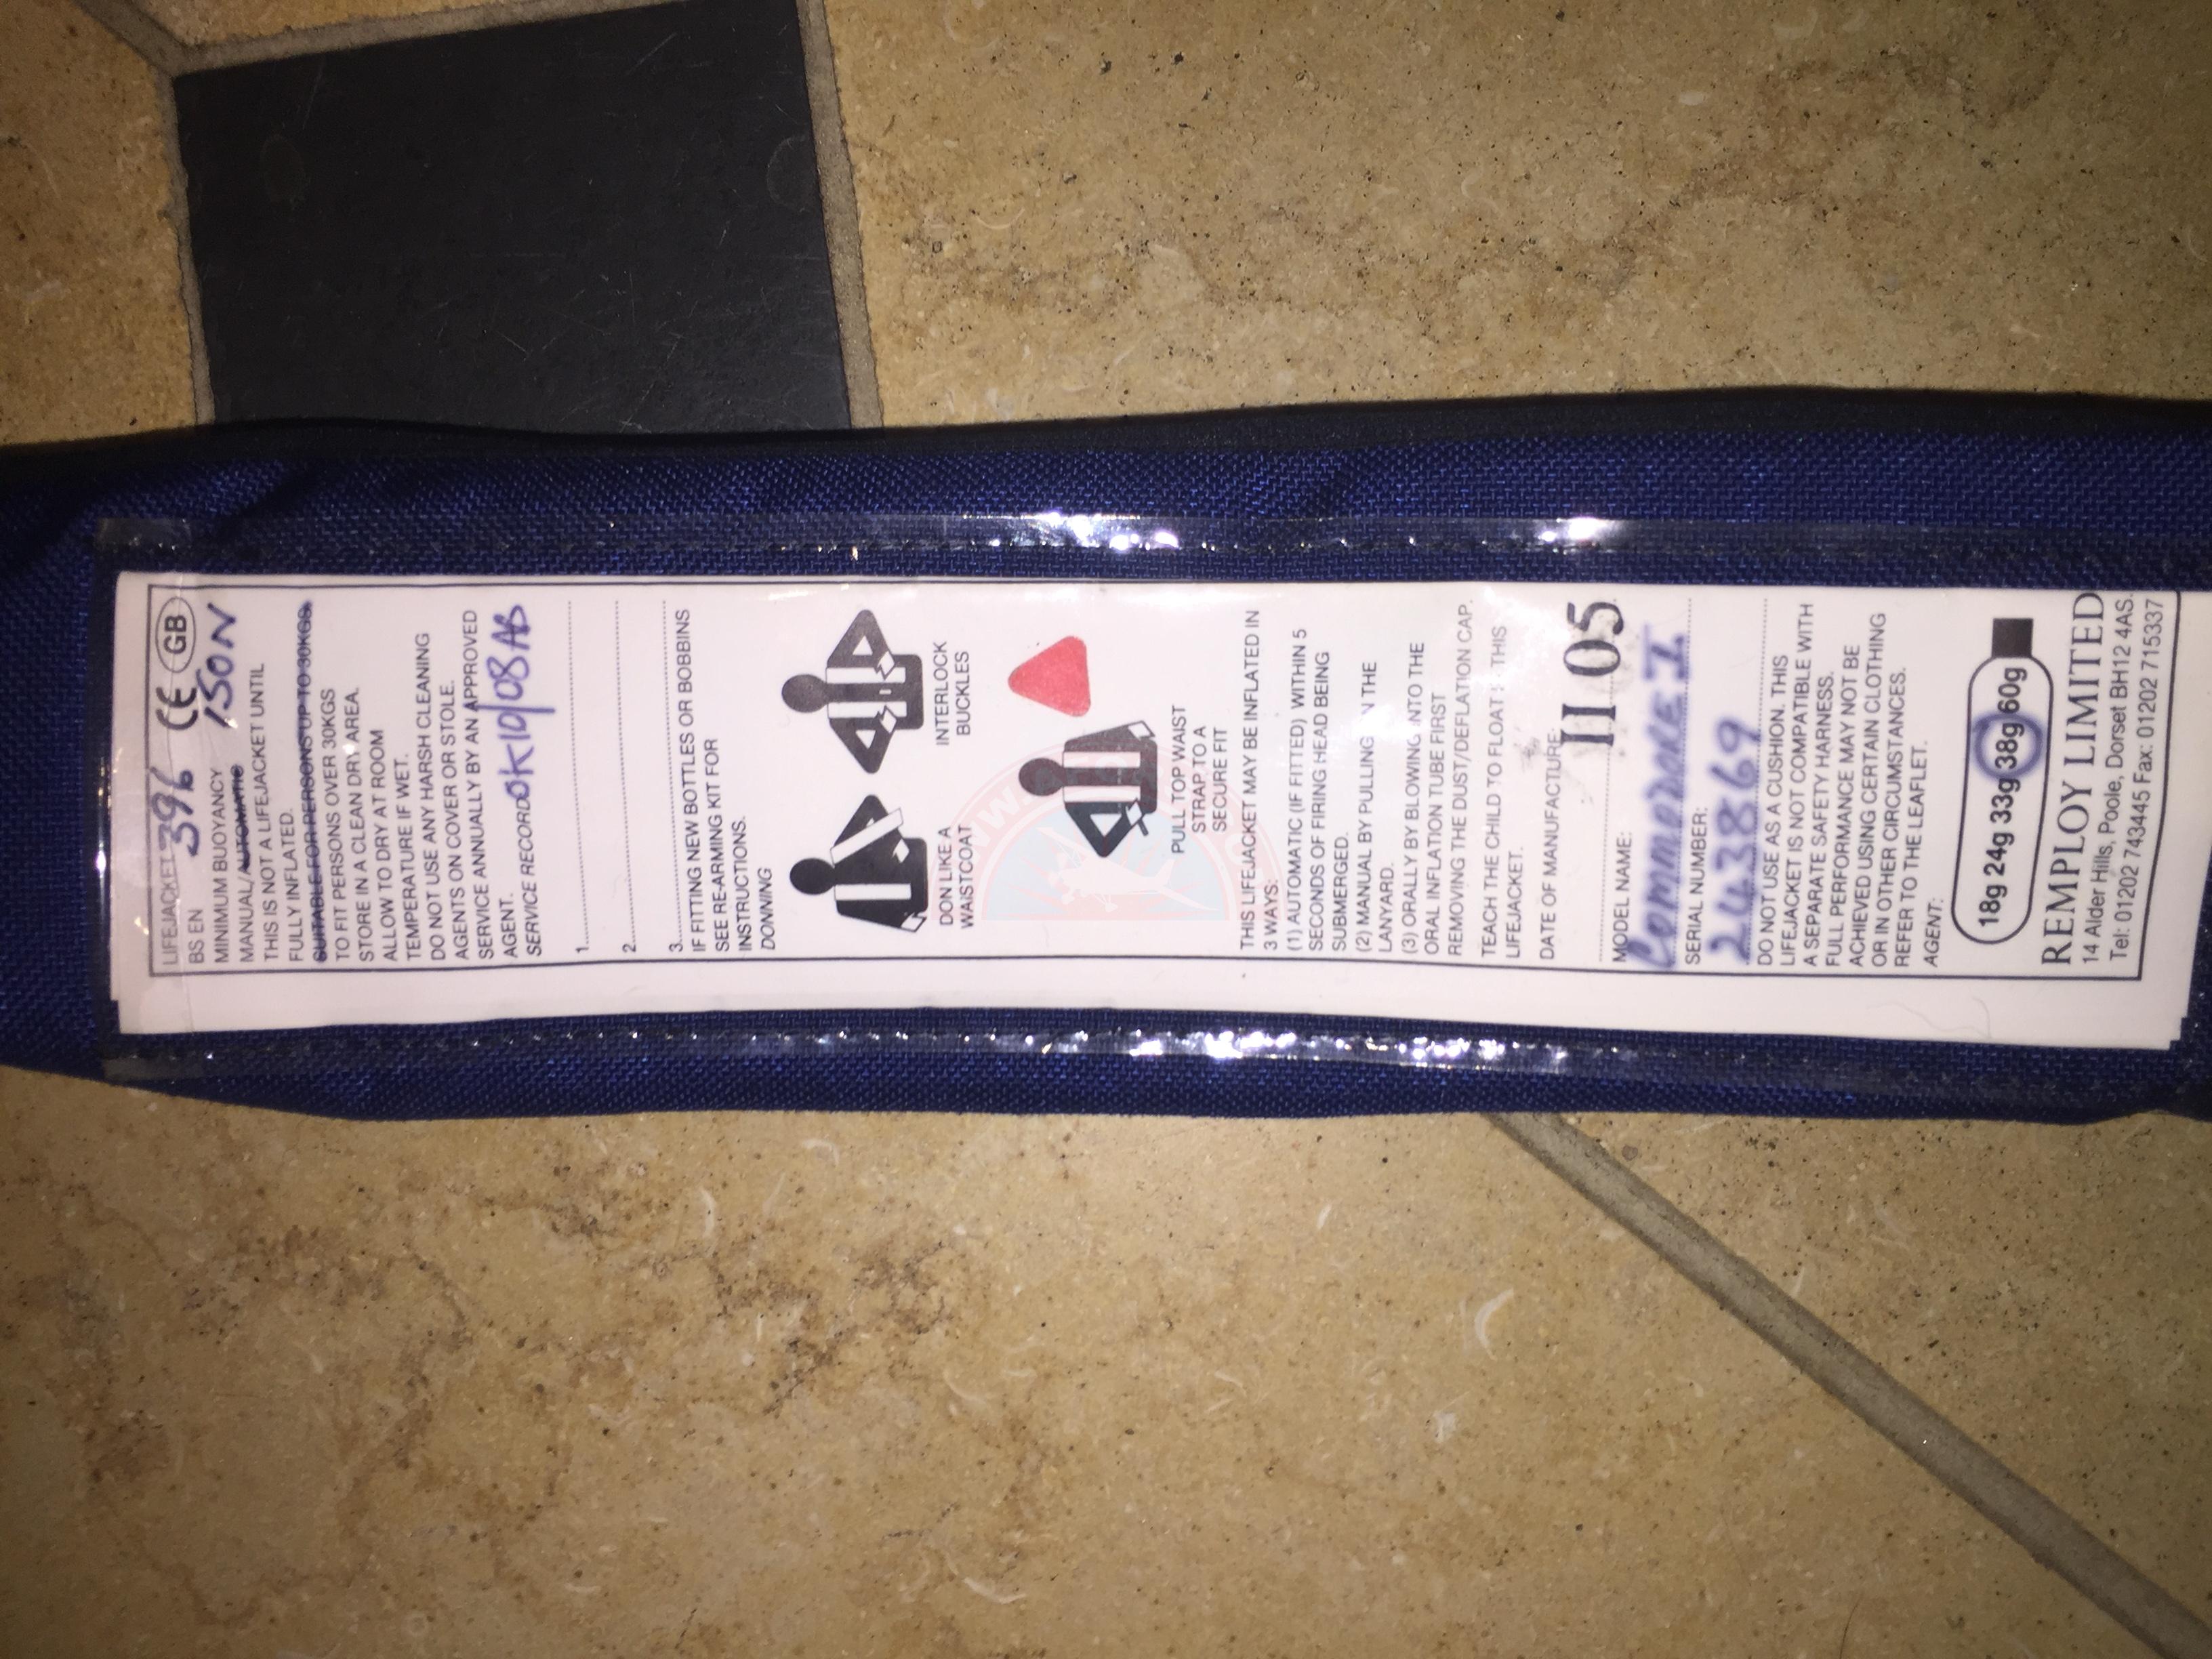 LIFEJACKET CE GB
BS EN 396
MINIMUM BUOYANCY 150N
MANUAL/AUTOMATIC
THIS IS NOT A LIFEJACKET UNTIL
FULLY INFLATED.
SUITABLE FOR PERSONS UP TO 30KGS.
TO FIT PERSONS OVER 30KGS
STORE IN A CLEAN DRY AREA.
ALLOW TO DRY AT ROOM
TEMPERATURE IF WET.
DO NOT USE ANY HARSH CLEANING
AGENTS ON COVER OR STOLE.
SERVICE ANNUALLY BY AN APPROVED
AGENT.
SERVICE RECORD OK 10/08 AB
1.
2.
3.
IF FITTING NEW BOTTLES OR BOBBINS
SEE RE-ARMING KIT FOR
INSTRUCTIONS.
DONNING
DON LIKE A
WAISTCOAT
INTERLOCK
BUCKLES
PULL TOP WAIST
STRAP TO A
SECURE FIT
THIS LIFEJACKET MAY BE INFLATED IN
3 WAYS:
(1) AUTOMATIC (IF FITTED) WITHIN 5
SECONDS OF FIRING HEAD BEING
SUBMERGED.
(2) MANUAL BY PULLING ON THE
LANYARD.
(3) ORALLY BY BLOWING INTO THE
ORAL INFLATION TUBE FIRST
REMOVING THE DUST/DEFLATION CAP.
TEACH THE CHILD TO FLOAT THIS
LIFEJACKET.
DATE OF MANUFACTURE:
11 05
MODEL NAME:
COMMODORE I
SERIAL NUMBER:
243869
DO NOT USE AS A CUSHION. THIS
LIFEJACKET IS NOT COMPATIBLE WITH
A SEPARATE SAFETY HARNESS.
FULL PERFORMANCE MAY NOT BE
ACHIEVED USING CERTAIN CLOTHING
OR IN OTHER CIRCUMSTANCES.
REFER TO THE LEAFLET.
AGENT:
18g 24g 33g 38g 60g
REMPLOY LIMITED
14 Alder Hills, Poole, Dorset BH12 4AS.
Tel: 01202 743445 Fax: 01202 715337